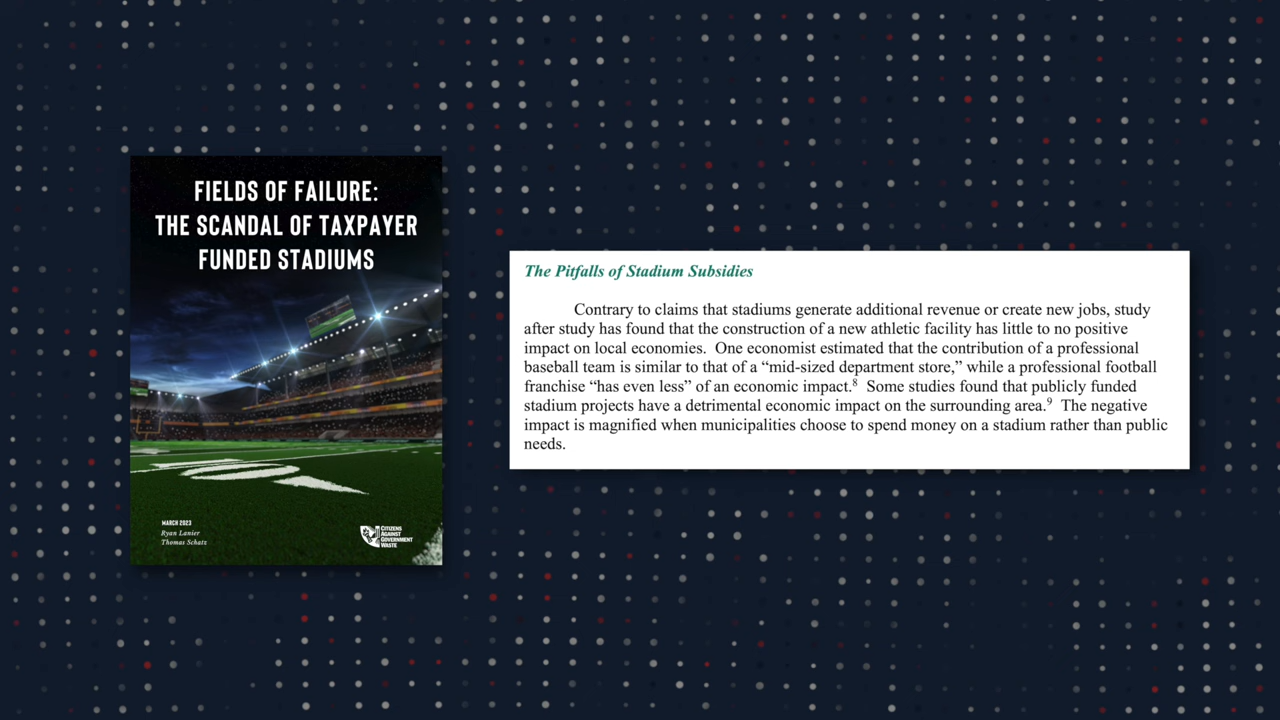 FIELDS OF FAILURE:
THE SCANDAL OF TAXPAYER
FUNDED STADIUMS
MARCH 2023
Ryan Lanier
Thomas Schatz
CITIZENS
AGAINST
GOVERNMENT
WASTE
The Pitfalls of Stadium Subsidies
Contrary to claims that stadiums generate additional revenue or create new jobs, study
after study has found that the construction of a new athletic facility has little to no positive
impact on local economies.  One economist estimated that the contribution of a professional
baseball team is similar to that of a “mid-sized department store,” while a professional football
franchise “has even less” of an economic impact.⁸  Some studies found that publicly funded
stadium projects have a detrimental economic impact on the surrounding area.⁹  The negative
impact is magnified when municipalities choose to spend money on a stadium rather than public
needs.